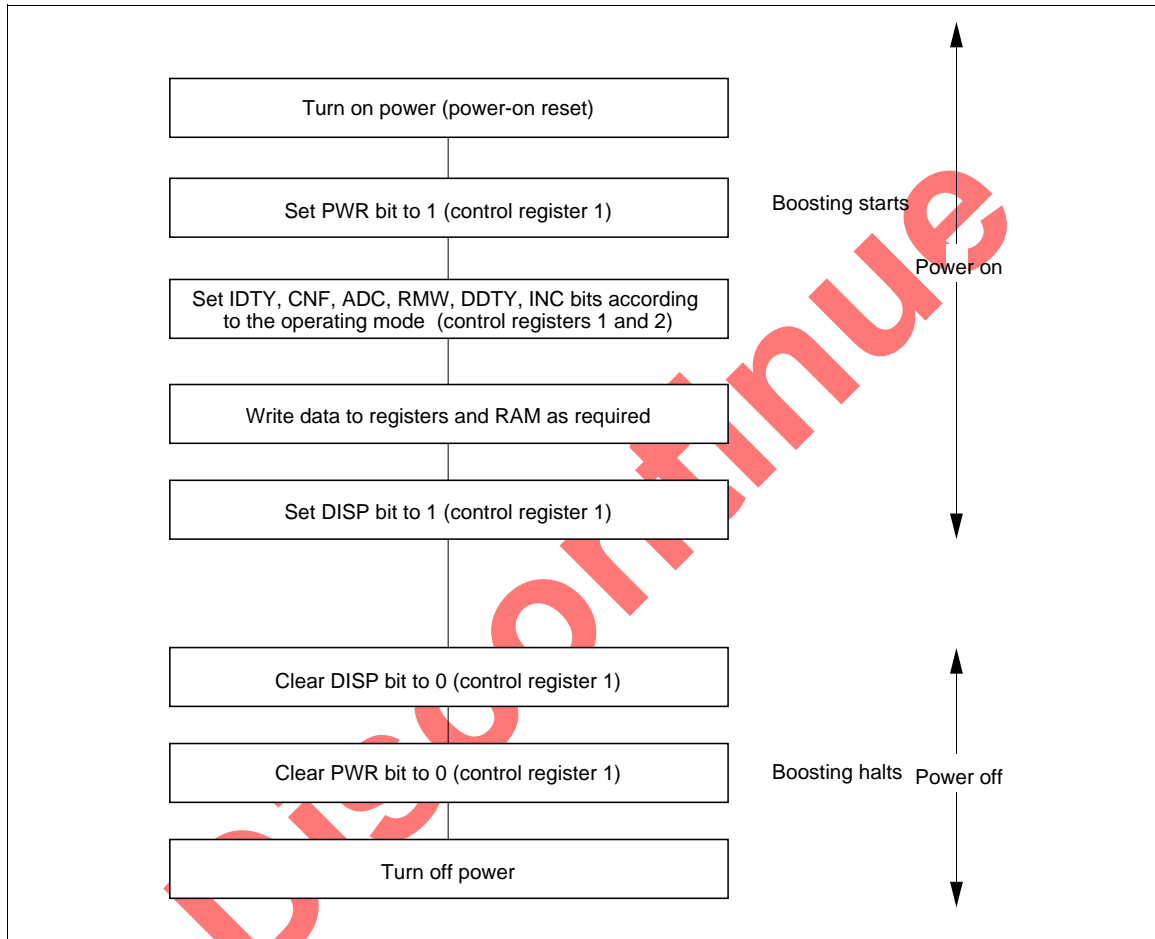 Turn on power (power-on reset)
Set PWR bit to 1 (control register 1)
Boosting starts
Power on
Set IDTY, CNF, ADC, RMW, DDTY, INC bits according
to the operating mode (control registers 1 and 2)
Write data to registers and RAM as required
Set DISP bit to 1 (control register 1)
Clear DISP bit to 0 (control register 1)
Clear PWR bit to 0 (control register 1)
Boosting halts
Power off
Turn off power
Discontinue